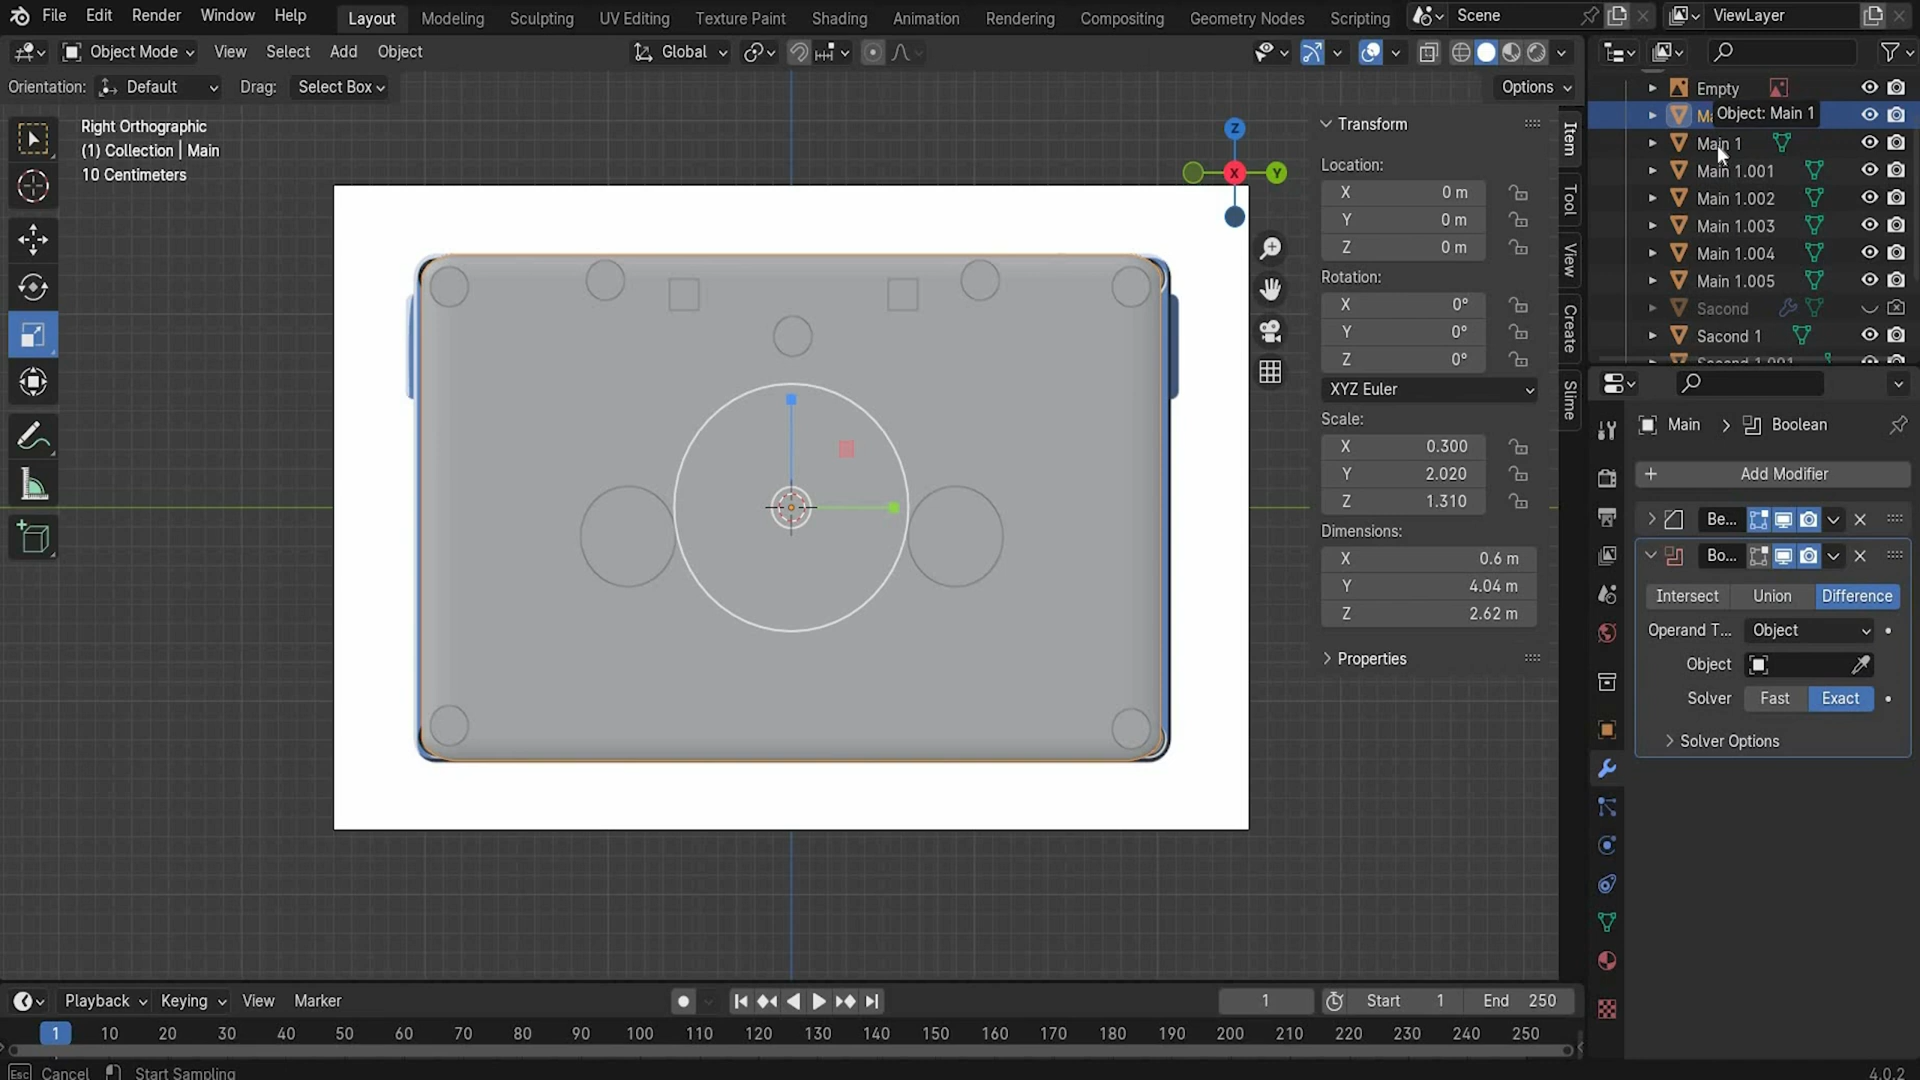 File Edit Render Window Help Layout Modeling Sculpting UV Editing Texture Paint Shading Animation Rendering Compositing Geometry Nodes Scripting Scene ViewLayer
Object Mode View Select Add Object Global
Orientation: Default Drag: Select Box Options
Right Orthographic
(1) Collection | Main
10 Centimeters
Z
X
Y
Item
Tool
View
Create
Slime
Transform
Location:
X 0 m
Y 0 m
Z 0 m
Rotation:
X 0°
Y 0°
Z 0°
XYZ Euler
Scale:
X 0.300
Y 2.020
Z 1.310
Dimensions:
X 0.6 m
Y 4.04 m
Z 2.62 m
Properties
Empty
Object: Main 1
Main 1
Main 1.001
Main 1.002
Main 1.003
Main 1.004
Main 1.005
Sacond
Sacond 1
Sacond 1.001
Main > Boolean
+ Add Modifier
Be...
Bo...
Intersect Union Difference
Operand T... Object
Object
Solver Fast Exact
Solver Options
Playback Keying View Marker 1 Start 1 End 250
1 10 20 30 40 50 60 70 80 90 100 110 120 130 140 150 160 170 180 190 200 210 220 230 240 250
Esc Cancel Start Sampling 4.0.2